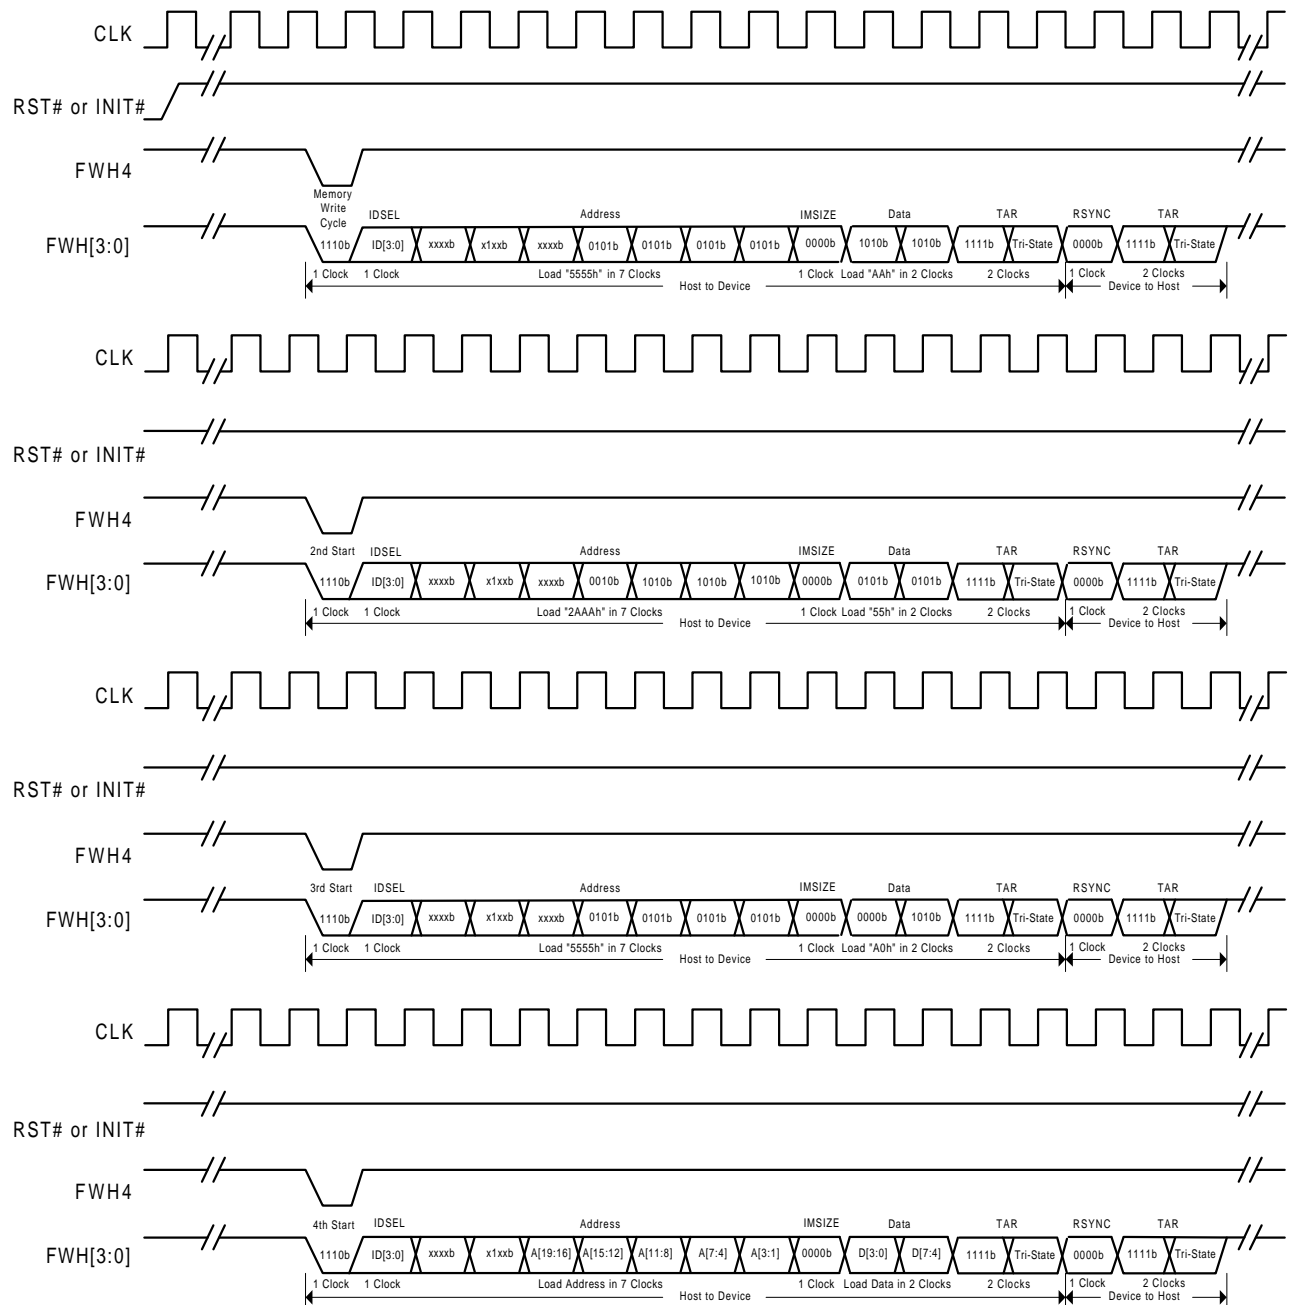 CLK
RST# or INIT#
FWH4
Memory
Write
Cycle
IDSEL Address IMSIZE Data TAR RSYNC TAR
FWH[3:0] 1110b ID[3:0] xxxxb x1xxb xxxxb 0101b 0101b 0101b 0101b 0000b 1010b 1010b 1111b Tri-State 0000b 1111b Tri-State
1 Clock 1 Clock Load "5555h" in 7 Clocks 1 Clock Load "AAh" in 2 Clocks 2 Clocks 1 Clock 2 Clocks
Host to Device Device to Host
CLK
RST# or INIT#
FWH4
2nd Start IDSEL Address IMSIZE Data TAR RSYNC TAR
FWH[3:0] 1110b ID[3:0] xxxxb x1xxb xxxxb 0010b 1010b 1010b 1010b 0000b 0101b 0101b 1111b Tri-State 0000b 1111b Tri-State
1 Clock 1 Clock Load "2AAAh" in 7 Clocks 1 Clock Load "55h" in 2 Clocks 2 Clocks 1 Clock 2 Clocks
Host to Device Device to Host
CLK
RST# or INIT#
FWH4
3rd Start IDSEL Address IMSIZE Data TAR RSYNC TAR
FWH[3:0] 1110b ID[3:0] xxxxb x1xxb xxxxb 0101b 0101b 0101b 0101b 0000b 0000b 1010b 1111b Tri-State 0000b 1111b Tri-State
1 Clock 1 Clock Load "5555h" in 7 Clocks 1 Clock Load "A0h" in 2 Clocks 2 Clocks 1 Clock 2 Clocks
Host to Device Device to Host
CLK
RST# or INIT#
FWH4
4th Start IDSEL Address IMSIZE Data TAR RSYNC TAR
FWH[3:0] 1110b ID[3:0] xxxxb x1xxb A[19:16] A[15:12] A[11:8] A[7:4] A[3:1] 0000b D[3:0] D[7:4] 1111b Tri-State 0000b 1111b Tri-State
1 Clock 1 Clock Load Address in 7 Clocks 1 Clock Load Data in 2 Clocks 2 Clocks 1 Clock 2 Clocks
Host to Device Device to Host